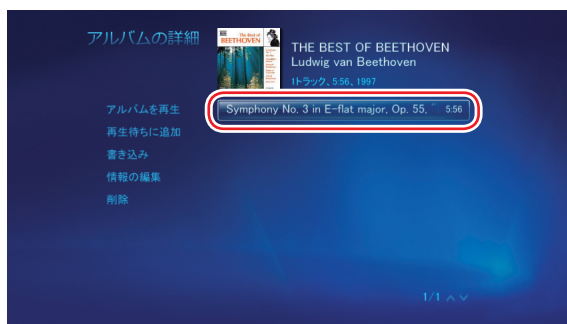 アルバムの詳細
The Best of
BEETHOVEN
THE BEST OF BEETHOVEN
Ludwig van Beethoven
1トラック、5:56、1997
アルバムを再生
Symphony No. 3 in E-flat major, Op. 55, " 5:56
再生待ちに追加
書き込み
情報の編集
削除
1/1